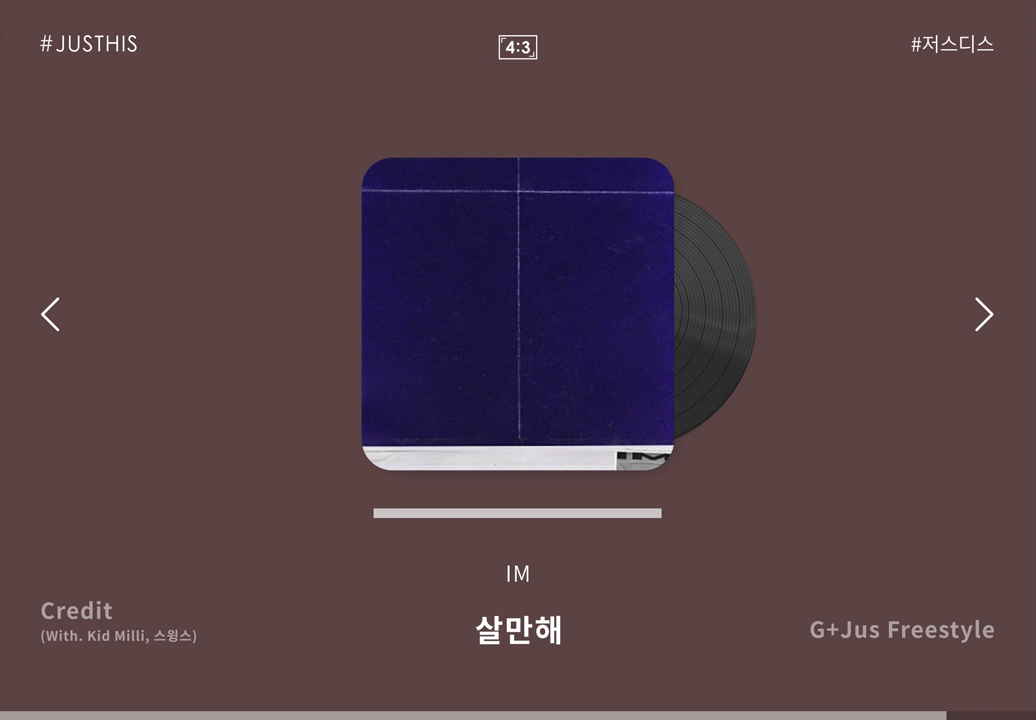 #JUSTHIS
4:3
#저스디스
IM
IM
살만해
Credit
(With. Kid Milli, 스윙스)
G+Jus Freestyle